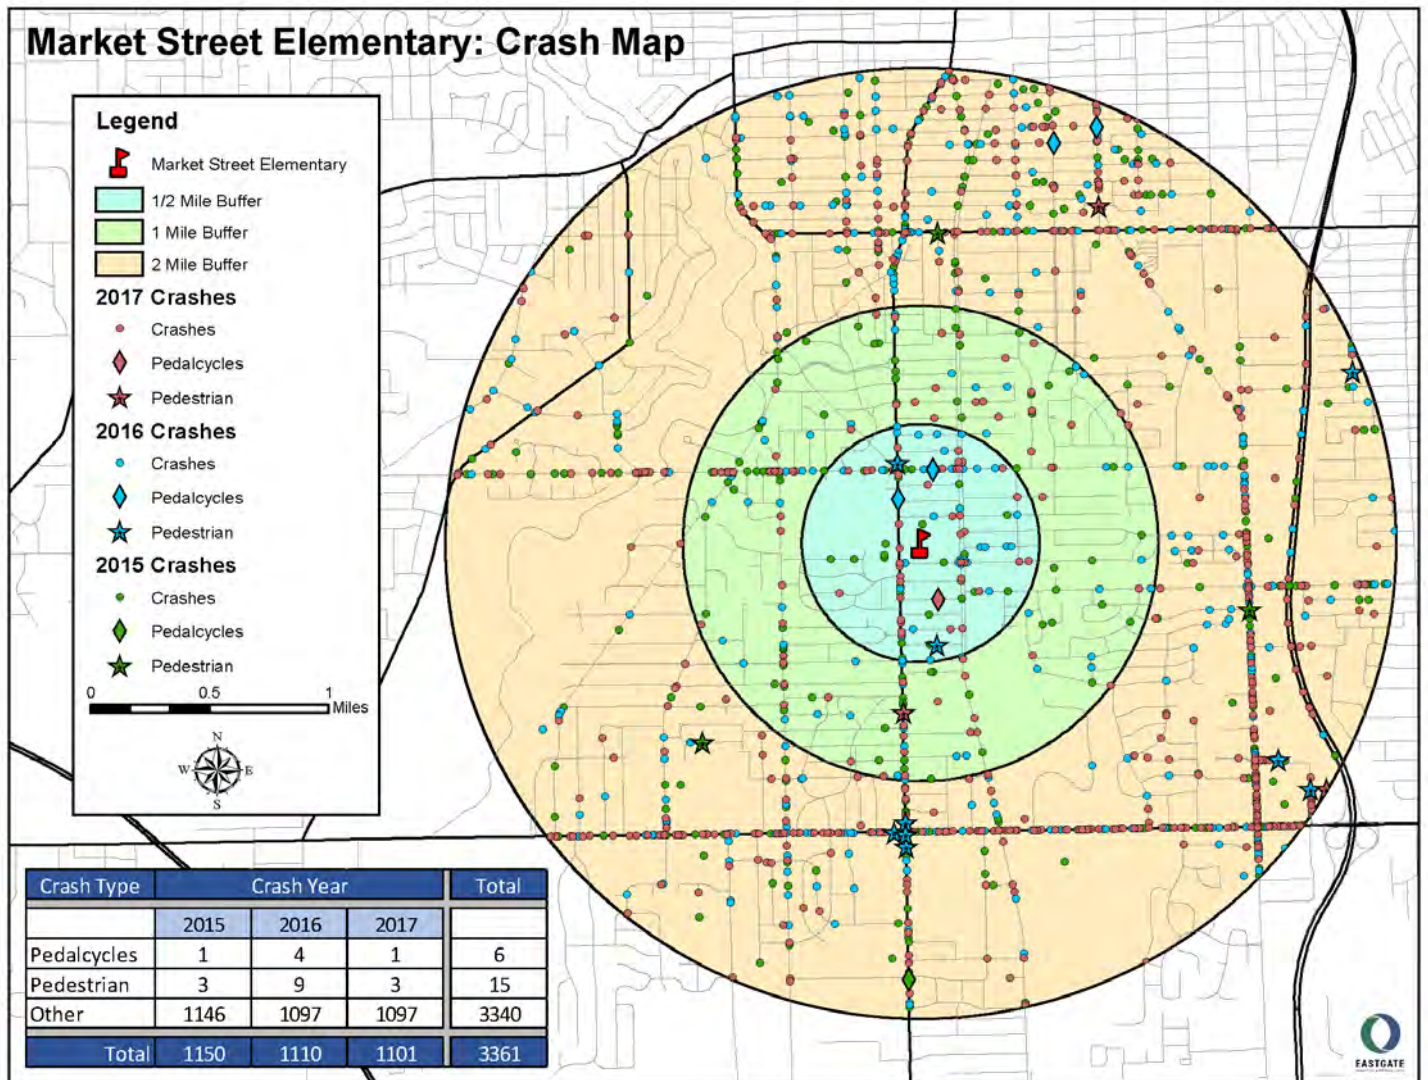 Market Street Elementary: Crash Map
Legend
Market Street Elementary
1/2 Mile Buffer
1 Mile Buffer
2 Mile Buffer
2017 Crashes
Crashes
Pedalcycles
Pedestrian
2016 Crashes
Crashes
Pedalcycles
Pedestrian
2015 Crashes
Crashes
Pedalcycles
Pedestrian
0 0.5 1
Miles
N
W E
S
Crash Type Crash Year Total
2015 2016 2017
Pedalcycles 1 4 1 6
Pedestrian 3 9 3 15
Other 1146 1097 1097 3340
Total 1150 1110 1101 3361
EASTGATE